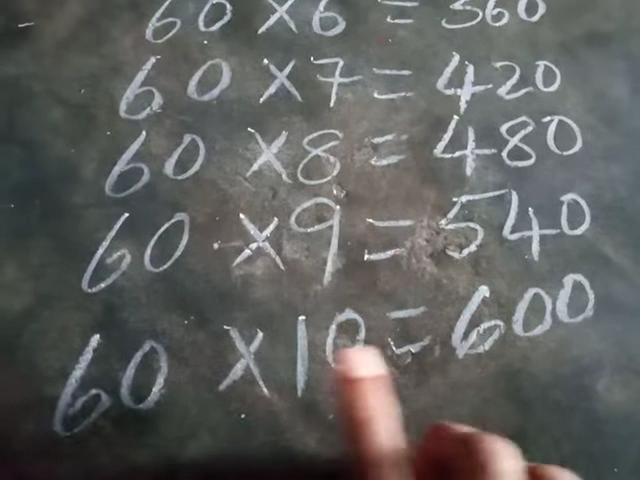 60 × 6 = 360
60 × 7 = 420
60 × 8 = 480
60 × 9 = 540
60 × 10 = 600